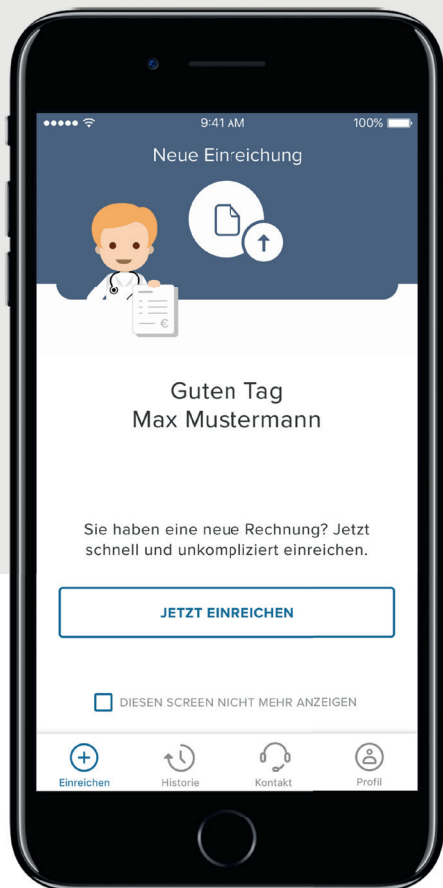 9:41 AM
100%
Neue Einreichung
€
Guten Tag
Max Mustermann
Sie haben eine neue Rechnung? Jetzt
schnell und unkompliziert einreichen.
JETZT EINREICHEN
DIESEN SCREEN NICHT MEHR ANZEIGEN
Einreichen
Historie
Kontakt
Profil